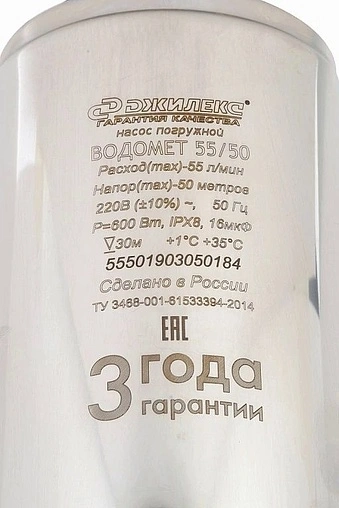 ДЖИЛЕКС®
ГАРАНТИЯ КАЧЕСТВА
насос погружной
ВОДОМЕТ 55/50
Расход(max)-55 л/мин
Напор(max)-50 метров
220В (±10%) ~, 50 Гц
P=600 Вт, IPX8, 16мкФ
30м +1°C +35°C
55501903050184
Сделано в России
ТУ 3468-001-61533394-2014
EAC
3 года
гарантии